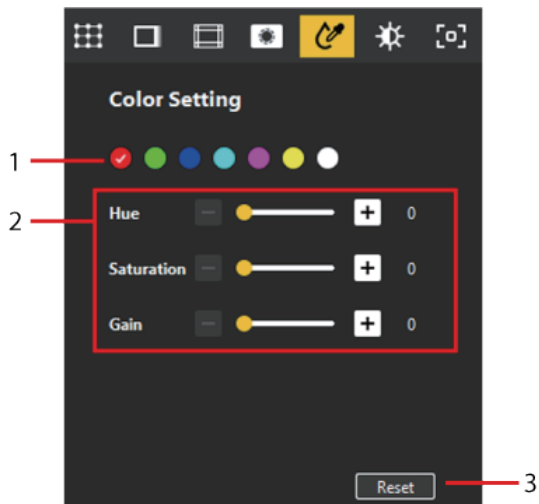 Color Setting
1
2
Hue 0
Saturation 0
Gain 0
Reset
3